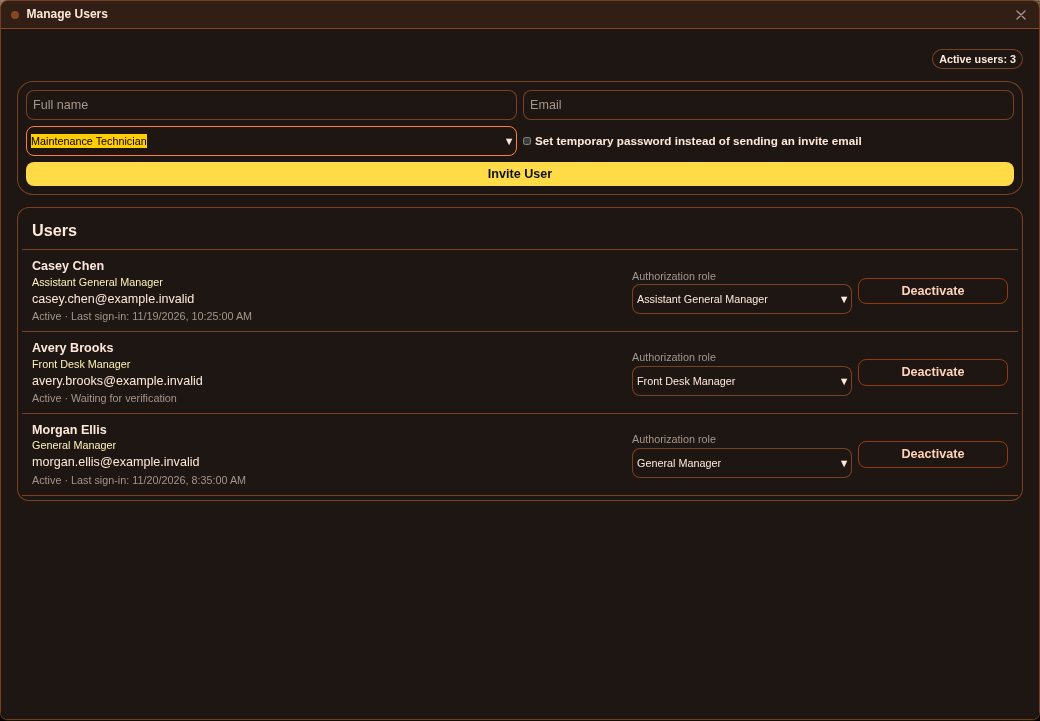 Manage Users
Active users: 3
Full name
Email
Maintenance Technician
Set temporary password instead of sending an invite email
Invite User
Users
Casey Chen
Assistant General Manager
casey.chen@example.invalid
Active · Last sign-in: 11/19/2026, 10:25:00 AM
Authorization role
Assistant General Manager
Deactivate
Avery Brooks
Front Desk Manager
avery.brooks@example.invalid
Active · Waiting for verification
Authorization role
Front Desk Manager
Deactivate
Morgan Ellis
General Manager
morgan.ellis@example.invalid
Active · Last sign-in: 11/20/2026, 8:35:00 AM
Authorization role
General Manager
Deactivate